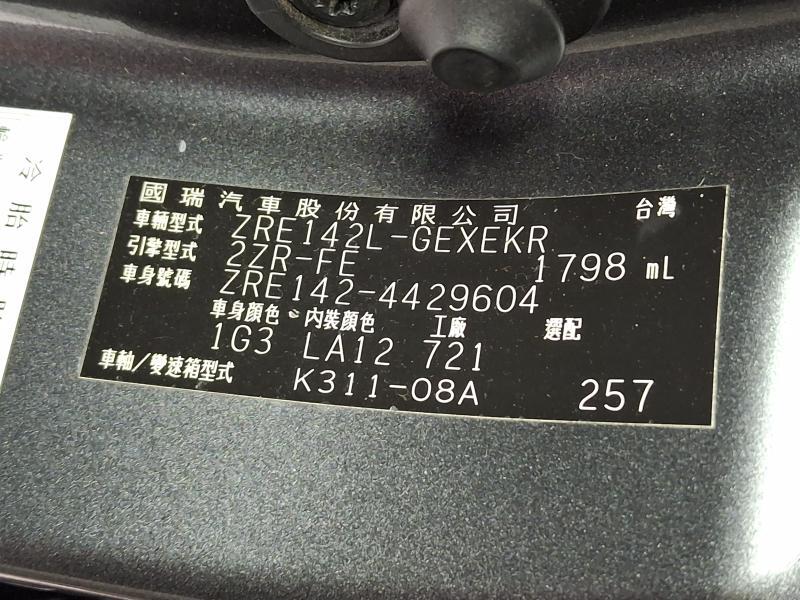 國瑞汽車股份有限公司 台灣
車輛型式 ZRE142L-GEXEKR
引擎型式 2ZR-FE 1798 mL
車身號碼 ZRE142-4429604
車身顏色 內裝顏色 工廠 選配
1G3 LA12 721
車軸/變速箱型式 K311-08A 257
冷胎時